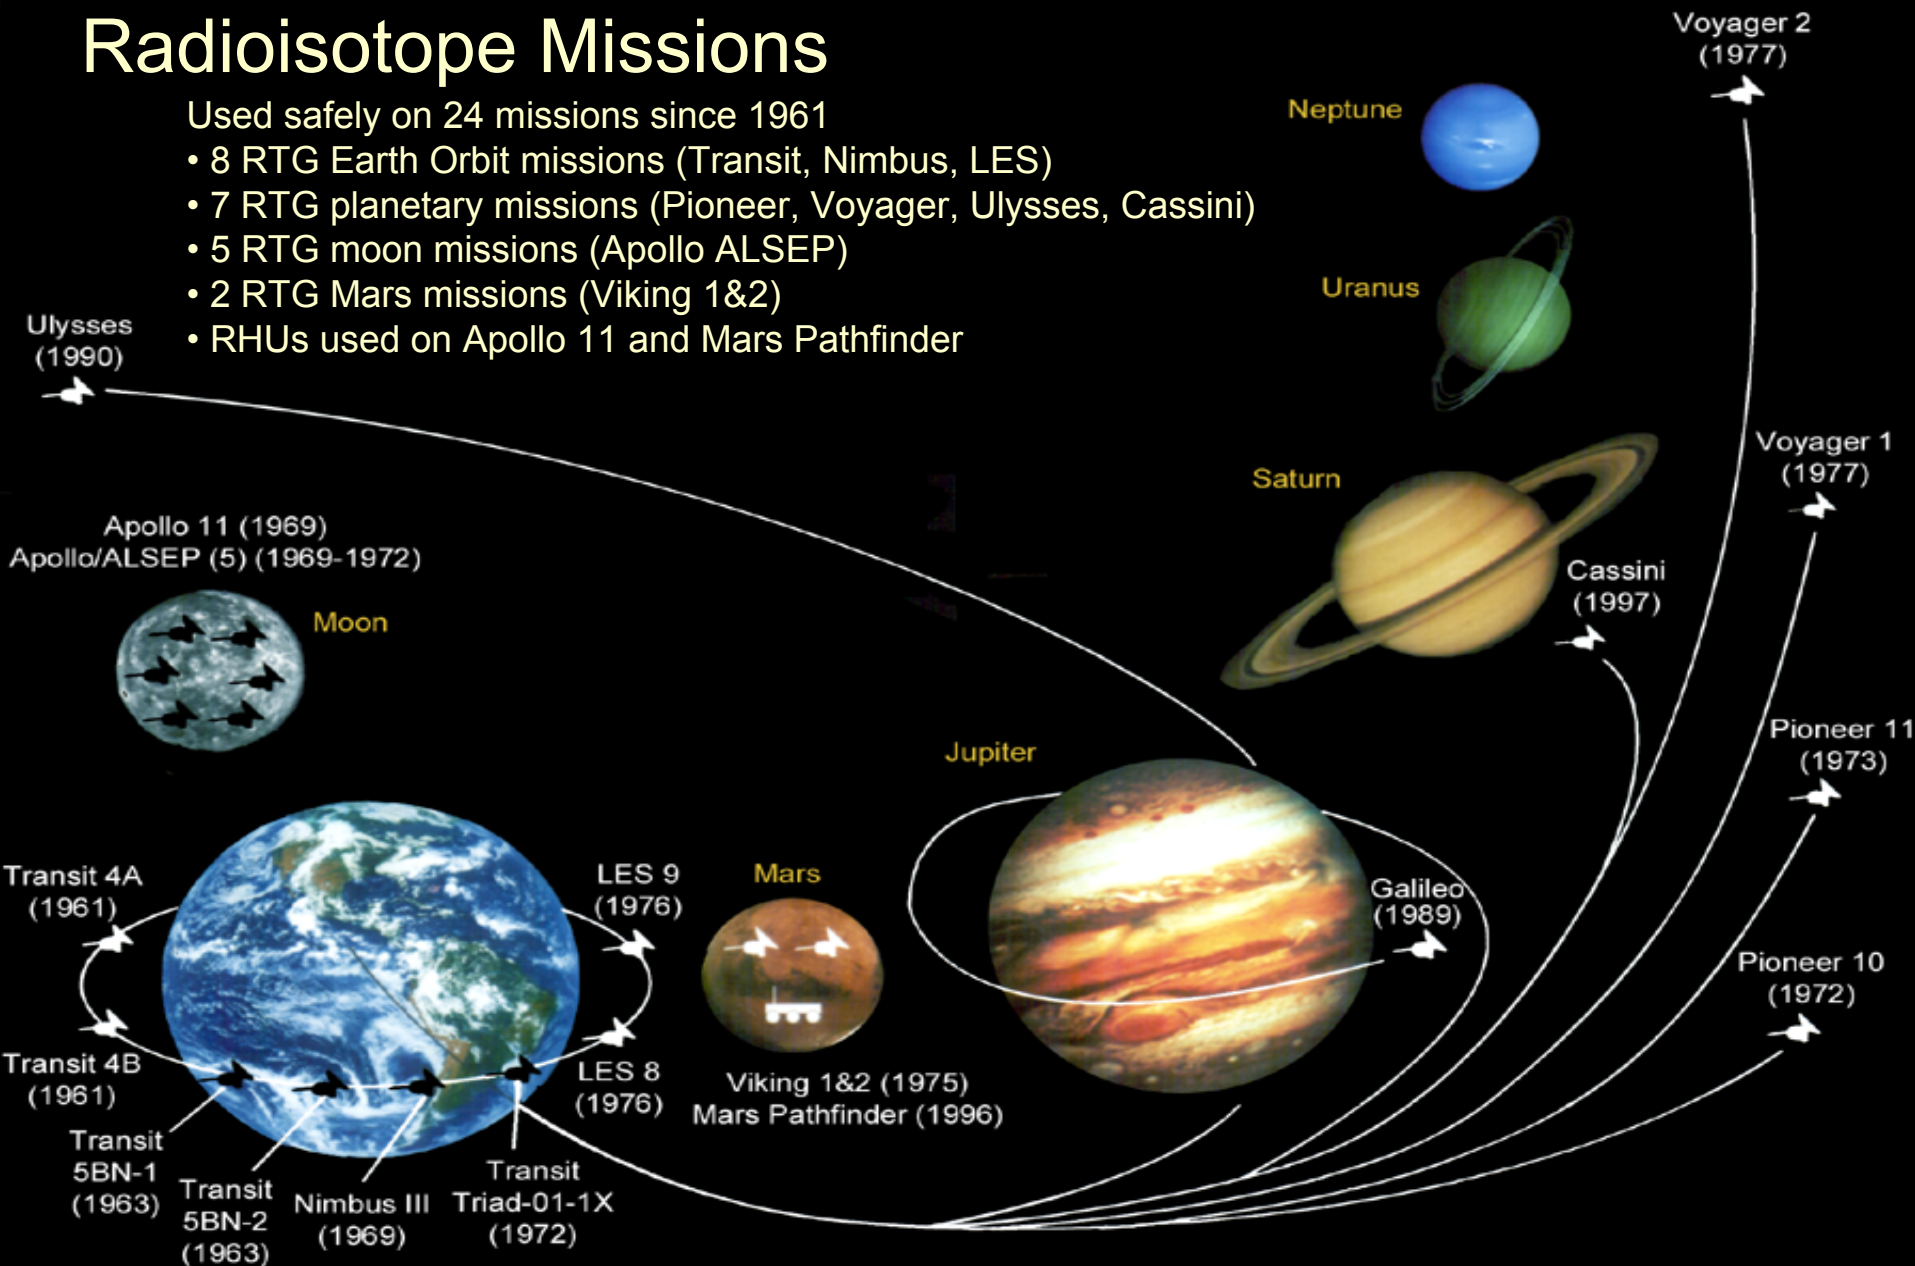 Radioisotope Missions
Used safely on 24 missions since 1961
• 8 RTG Earth Orbit missions (Transit, Nimbus, LES)
• 7 RTG planetary missions (Pioneer, Voyager, Ulysses, Cassini)
• 5 RTG moon missions (Apollo ALSEP)
• 2 RTG Mars missions (Viking 1&2)
• RHUs used on Apollo 11 and Mars Pathfinder
Voyager 2
(1977)
Neptune
Uranus
Ulysses
(1990)
Voyager 1
(1977)
Saturn
Apollo 11 (1969)
Apollo/ALSEP (5) (1969-1972)
Moon
Cassini
(1997)
Pioneer 11
(1973)
Jupiter
Transit 4A
(1961)
LES 9
(1976)
Mars
Galileo
(1989)
Pioneer 10
(1972)
Transit 4B
(1961)
LES 8
(1976)
Viking 1&2 (1975)
Mars Pathfinder (1996)
Transit
5BN-1
(1963)
Transit
5BN-2
(1963)
Nimbus III
(1969)
Transit
Triad-01-1X
(1972)